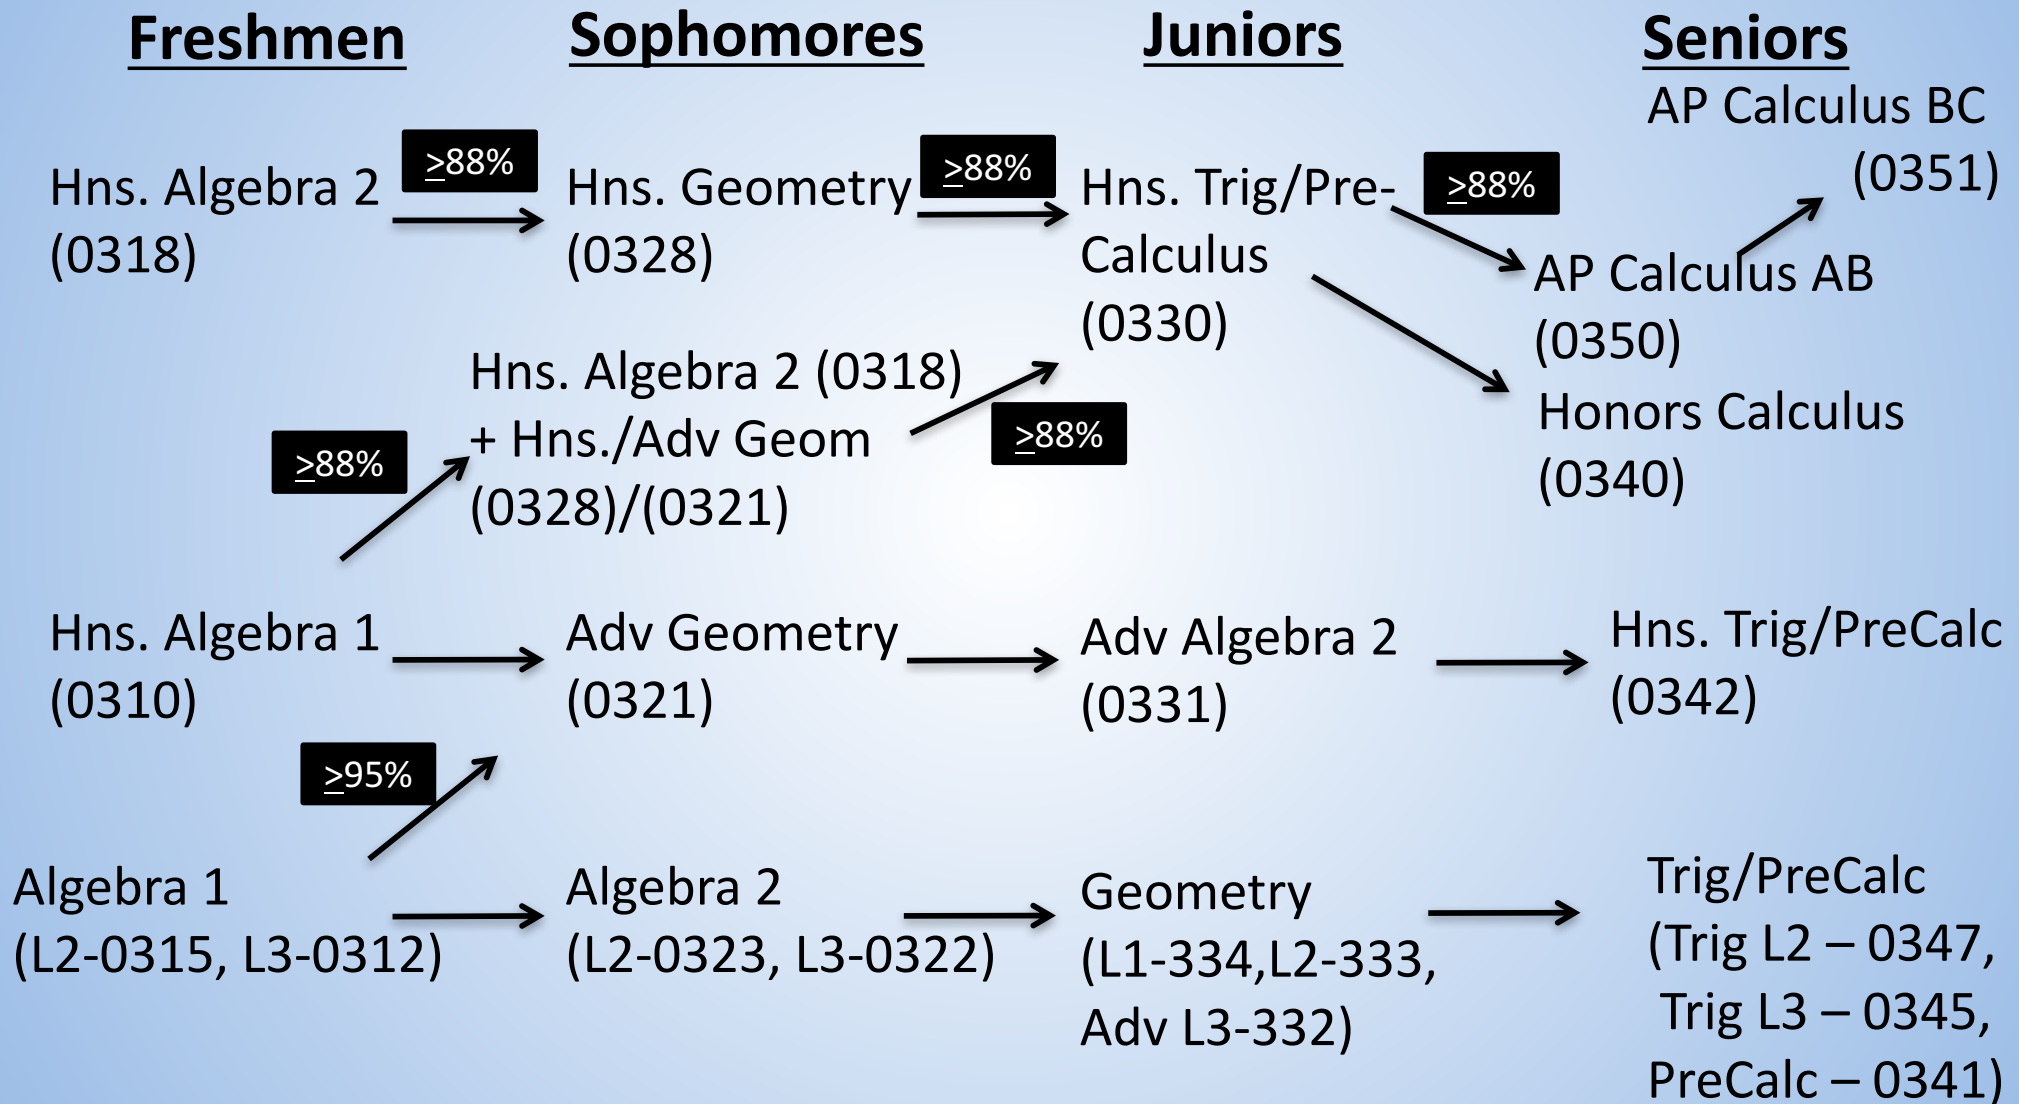 Freshmen
Sophomores
Juniors
Seniors
AP Calculus BC
(0351)
Hns. Algebra 2
(0318)
>88%
Hns. Geometry
(0328)
>88%
Hns. Trig/Pre-
Calculus
(0330)
>88%
AP Calculus AB
(0350)
Honors Calculus
(0340)
>88%
Hns. Algebra 2 (0318)
+ Hns./Adv Geom
(0328)/(0321)
>88%
Hns. Algebra 1
(0310)
Adv Geometry
(0321)
Adv Algebra 2
(0331)
Hns. Trig/PreCalc
(0342)
>95%
Algebra 1
(L2-0315, L3-0312)
Algebra 2
(L2-0323, L3-0322)
Geometry
(L1-334,L2-333,
Adv L3-332)
Trig/PreCalc
(Trig L2 – 0347,
Trig L3 – 0345,
PreCalc – 0341)